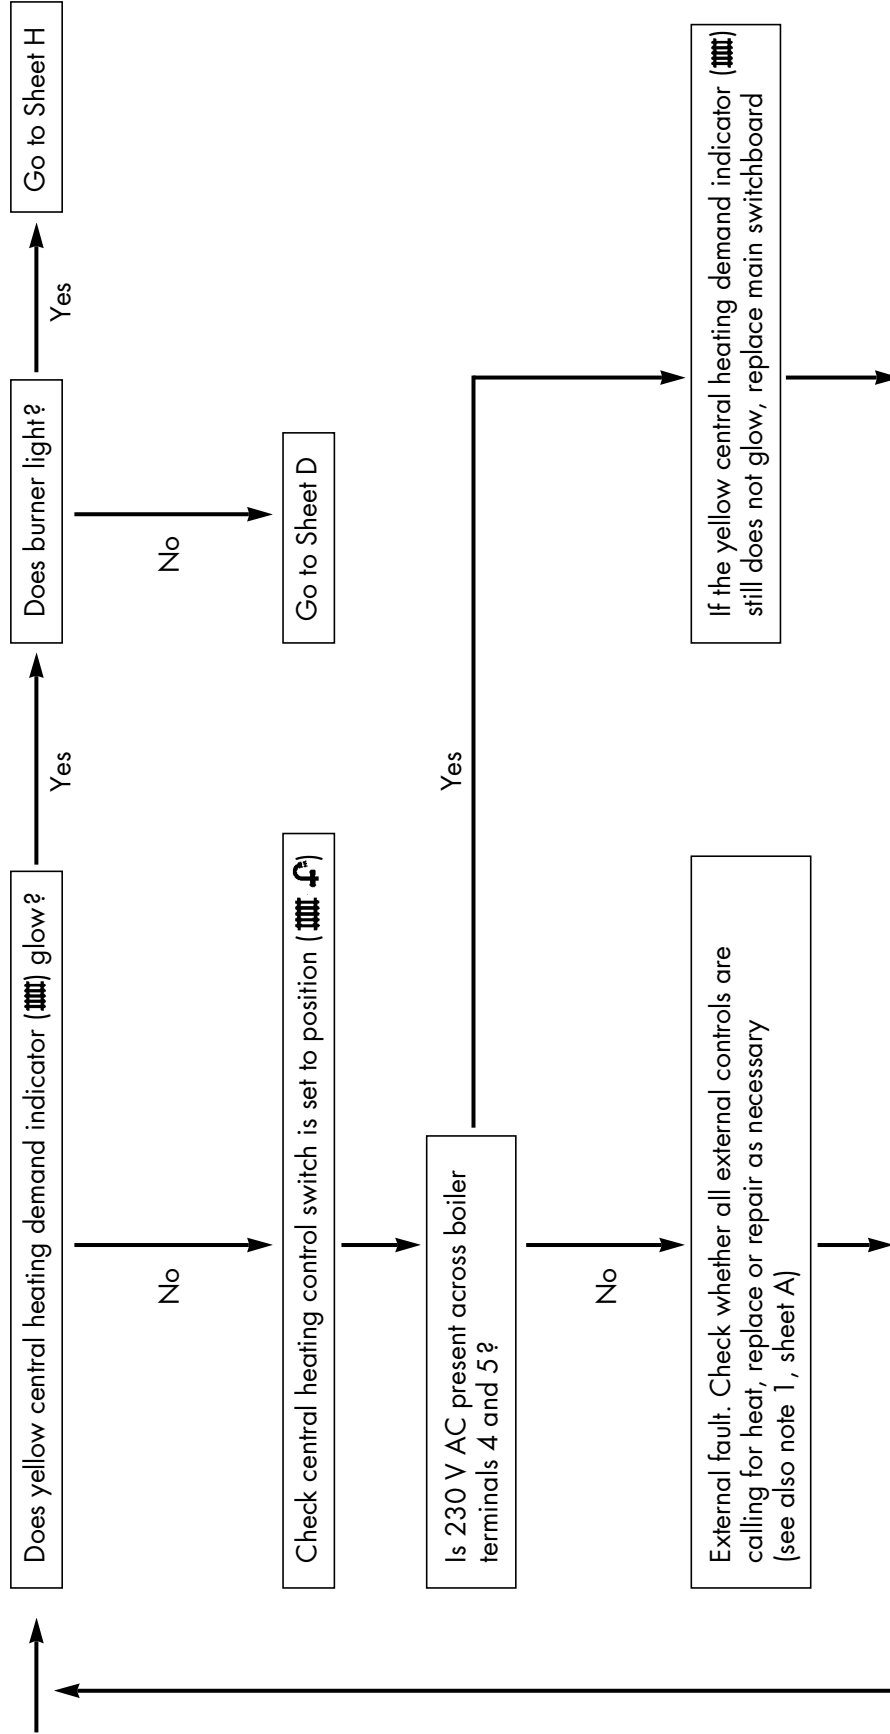 Does yellow central heating demand indicator () glow?
Yes
Does burner light?
Yes
Go to Sheet H
No
No
Check central heating control switch is set to position ( )
Go to Sheet D
Is 230 V AC present across boiler
terminals 4 and 5?
Yes
No
External fault. Check whether all external controls are
calling for heat, replace or repair as necessary
(see also note 1, sheet A)
If the yellow central heating demand indicator ()
still does not glow, replace main switchboard